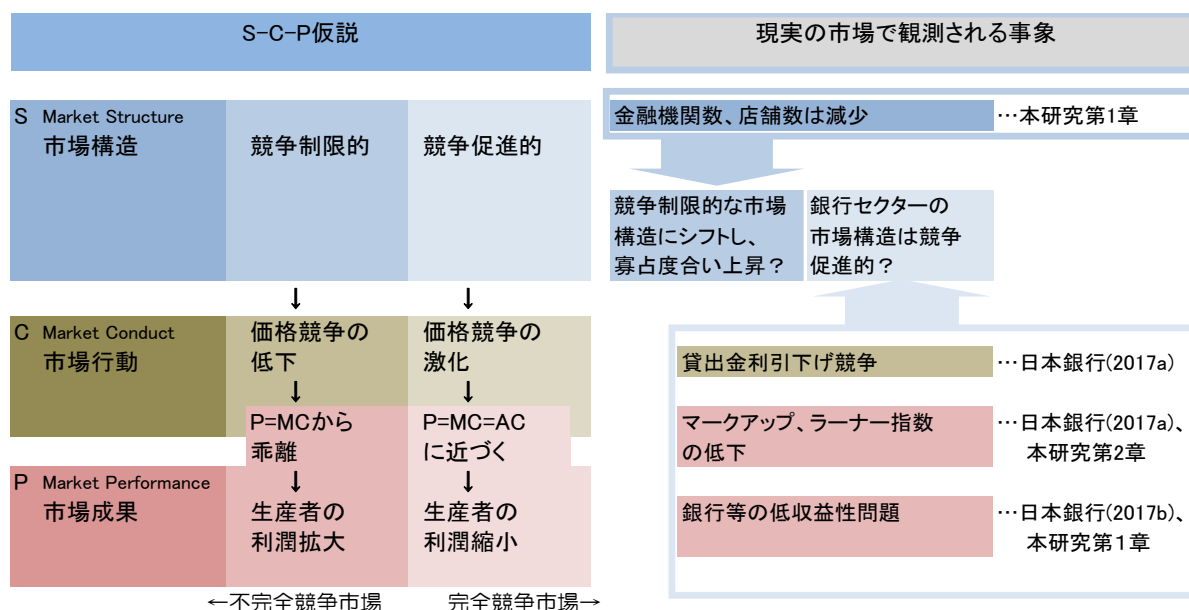 S-C-P仮説
現実の市場で観測される事象
S Market Structure
市場構造
競争制限的
競争促進的
↓
↓
C Market Conduct
市場行動
価格競争の
低下
↓
価格競争の
激化
↓
P=MCから
乖離
↓
P=MC=AC
に近づく
↓
P Market Performance
市場成果
生産者の
利潤拡大
生産者の
利潤縮小
←不完全競争市場
完全競争市場→
金融機関数、店舗数は減少
…本研究第1章
競争制限的な市場
構造にシフトし、
寡占度合い上昇？
銀行セクターの
市場構造は競争
促進的？
貸出金利引下げ競争
…日本銀行(2017a)
マークアップ、ラーナー指数
の低下
…日本銀行(2017a)、
本研究第2章
銀行等の低収益性問題
…日本銀行(2017b)、
本研究第１章